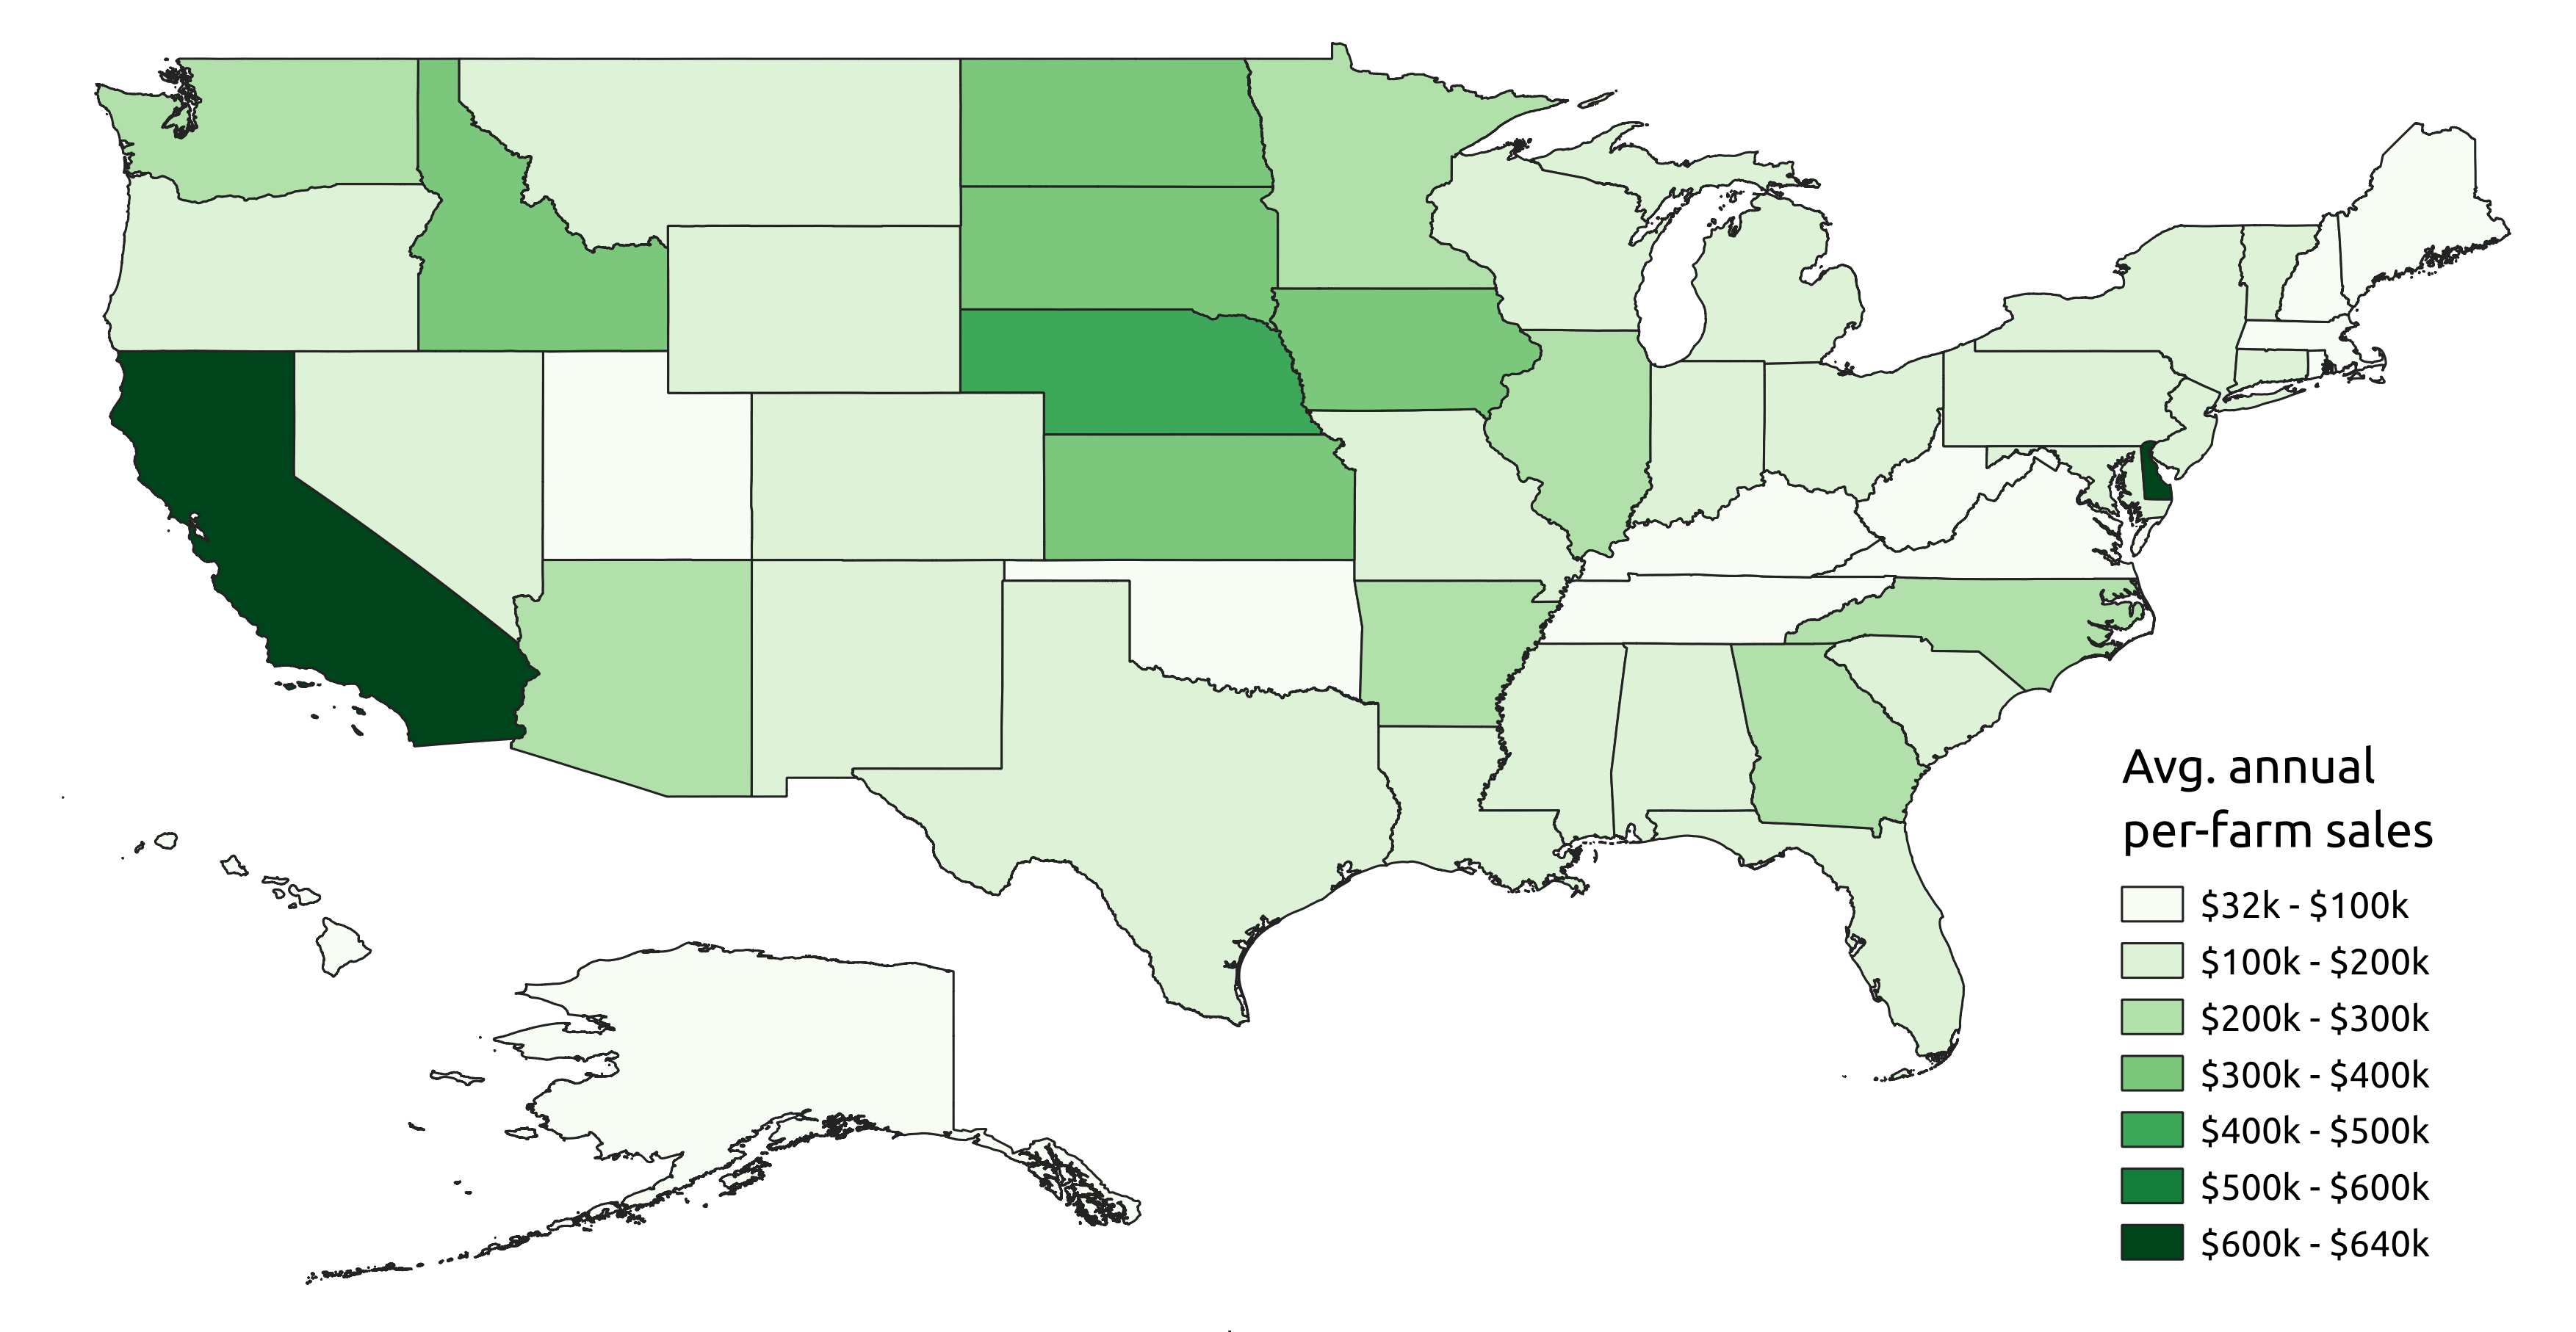 Avg. annual
per-farm sales
$32k - $100k
$100k - $200k
$200k - $300k
$300k - $400k
$400k - $500k
$500k - $600k
$600k - $640k